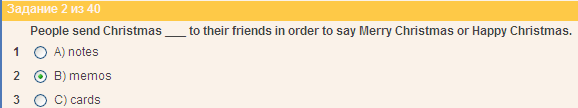 Задание 2 из 40
People send Christmas ___ to their friends in order to say Merry Christmas or Happy Christmas.
1 A) notes
2 B) memos
3 C) cards